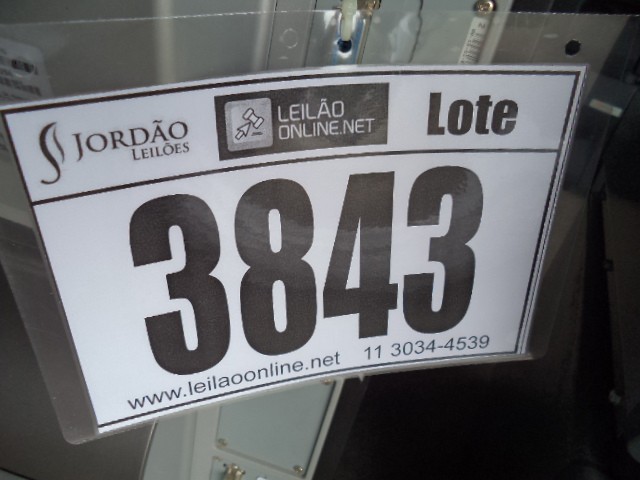 JORDÃO
LEILÕES
LEILÃO
ONLINE.NET
Lote
3843
www.leilaoonline.net 11 3034-4539